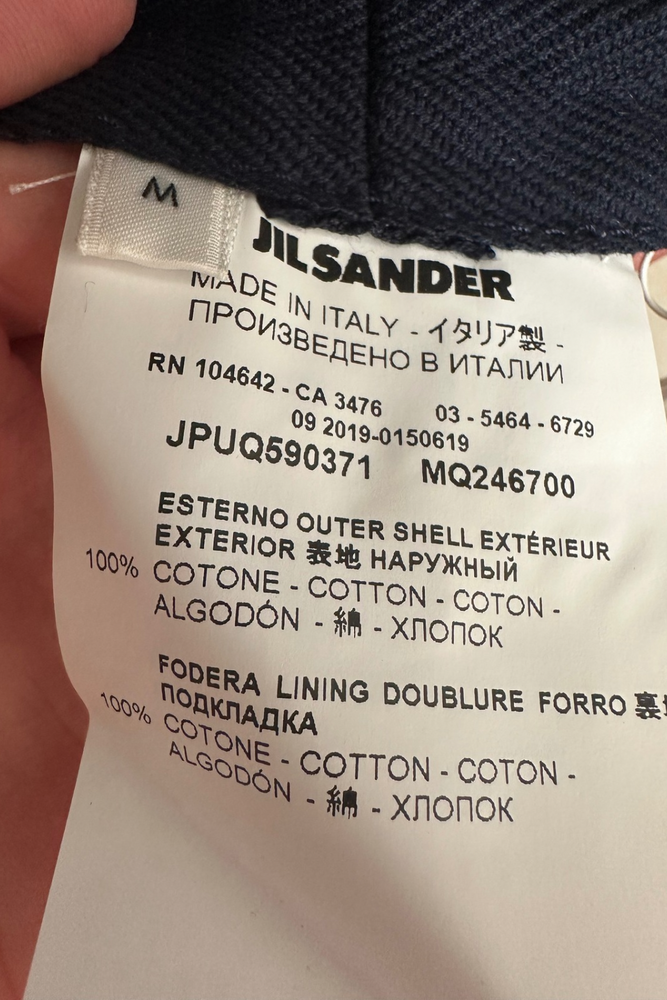 M
JIL SANDER
MADE IN ITALY - イタリア製 -
ПРОИЗВЕДЕНО В ИТАЛИИ
RN 104642 - CA 3476 03 - 5464 - 6729
09 2019-0150619
JPUQ590371 MQ246700
ESTERNO OUTER SHELL EXTÉRIEUR
EXTERIOR 表地 НАРУЖНЫЙ
100% COTONE - COTTON - COTON -
ALGODÓN - 綿 - ХЛОПОК
FODERA LINING DOUBLURE FORRO 裏
ПОДКЛАДКА
100% COTONE - COTTON - COTON -
ALGODÓN - 綿 - ХЛОПОК